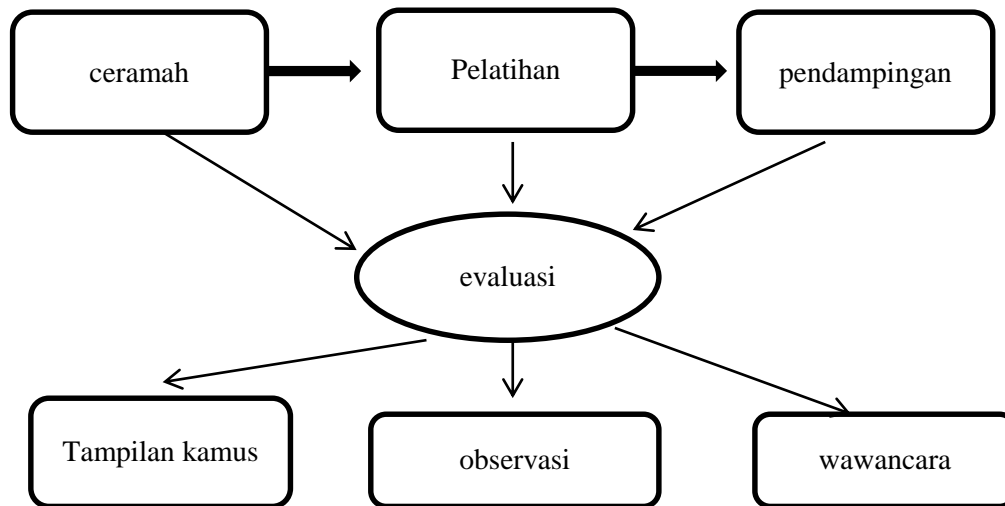 ceramah
Pelatihan
pendampingan
evaluasi
Tampilan kamus
observasi
wawancara